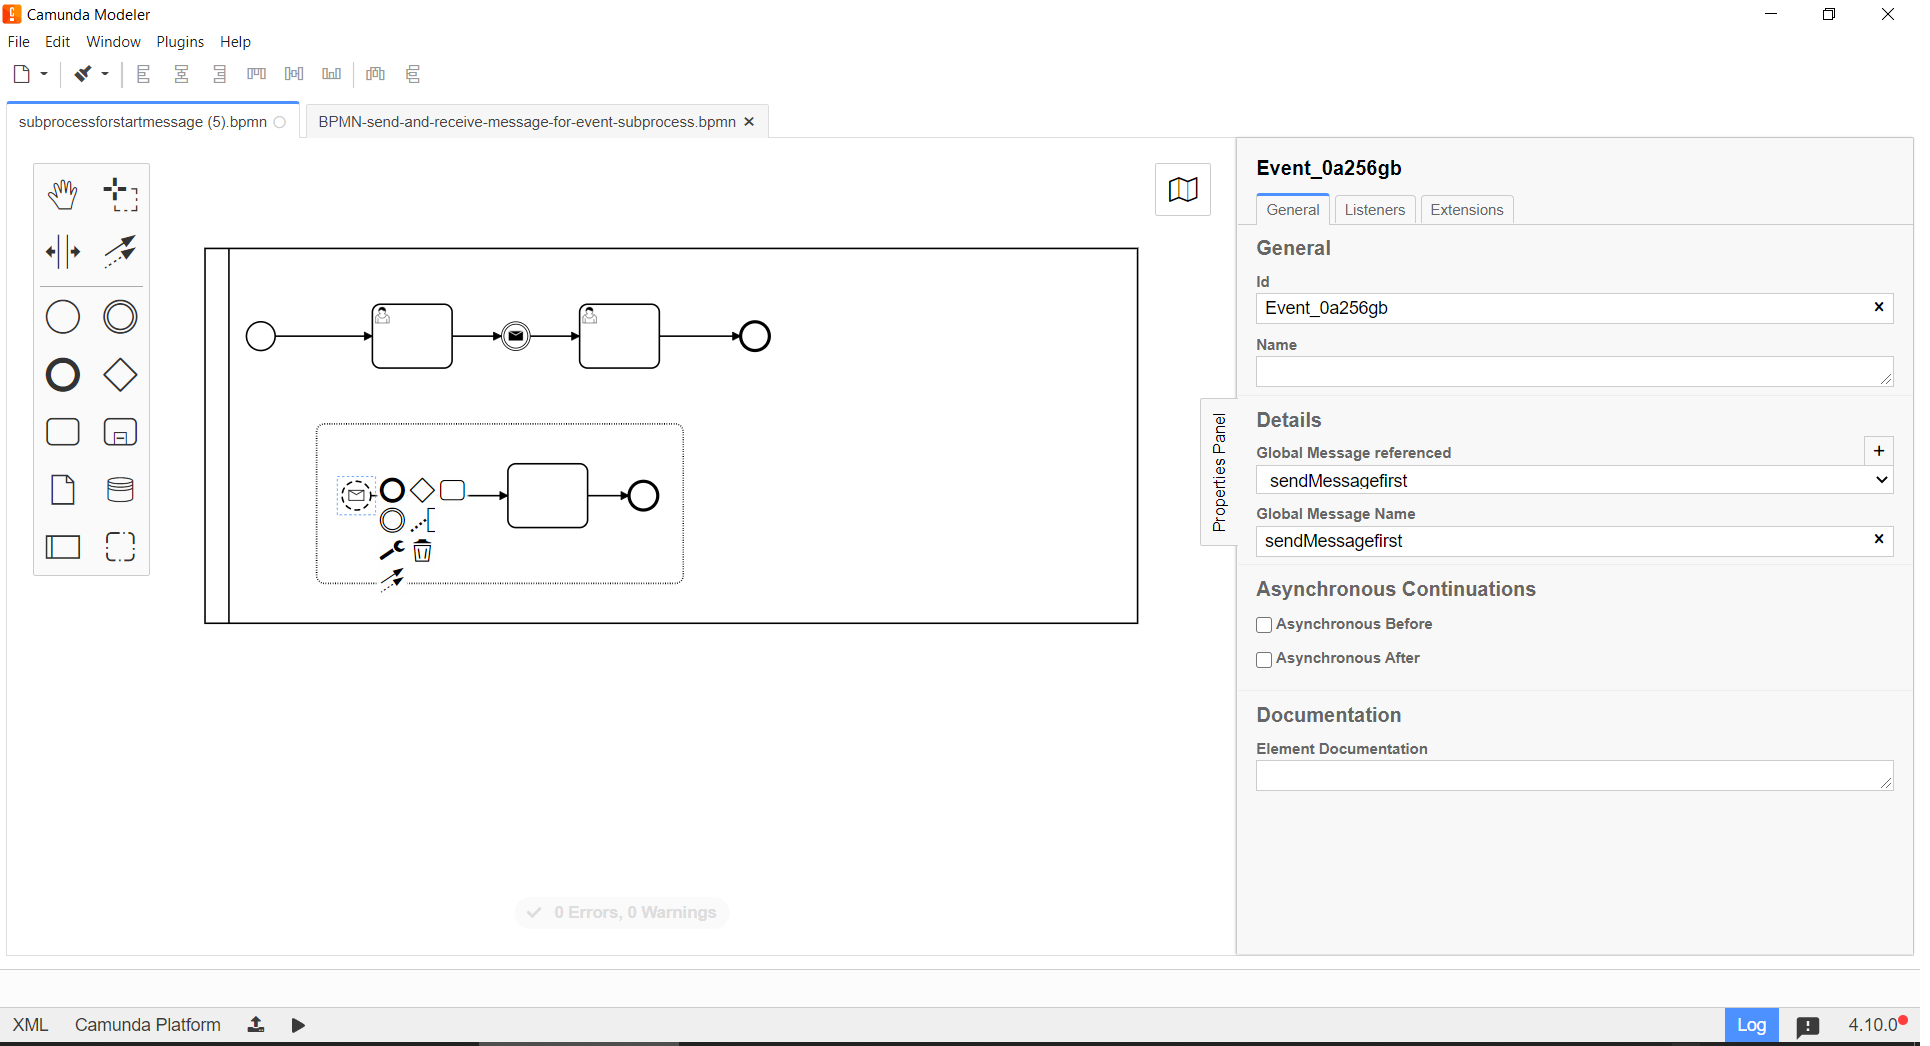 Camunda Modeler
File Edit Window Plugins Help
subprocessforstartmessage (5).bpmn
BPMN-send-and-receive-message-for-event-subprocess.bpmn
Event_0a256gb
General Listeners Extensions
General
Id
Event_0a256gb
Name
Details
Global Message referenced
+
sendMessagefirst
Global Message Name
sendMessagefirst
Asynchronous Continuations
Asynchronous Before
Asynchronous After
Documentation
Element Documentation
Properties Panel
0 Errors, 0 Warnings
XML Camunda Platform
Log
4.10.0